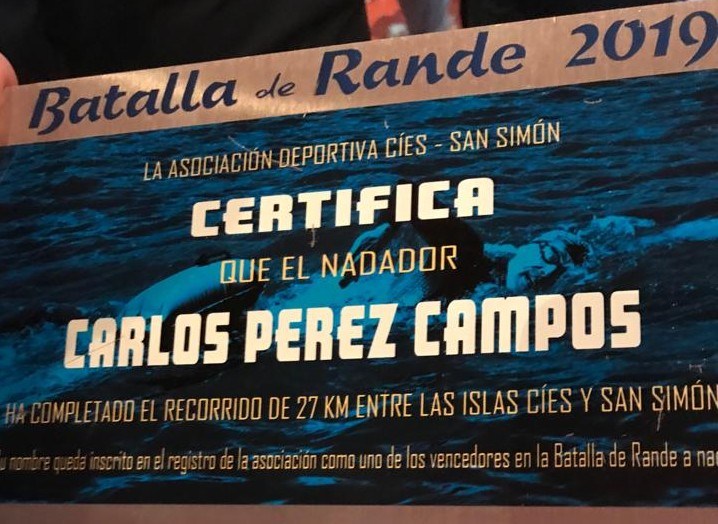 Batalla de Rande 2019
LA ASOCIACIÓN DEPORTIVA CÍES - SAN SIMÓN
CERTIFICA
QUE EL NADADOR
CARLOS PEREZ CAMPOS
HA COMPLETADO EL RECORRIDO DE 27 KM ENTRE LAS ISLAS CÍES Y SAN SIMÓN
nombre queda inscrito en el registro de la asociación como uno de los vencedores en la Batalla de Rande a